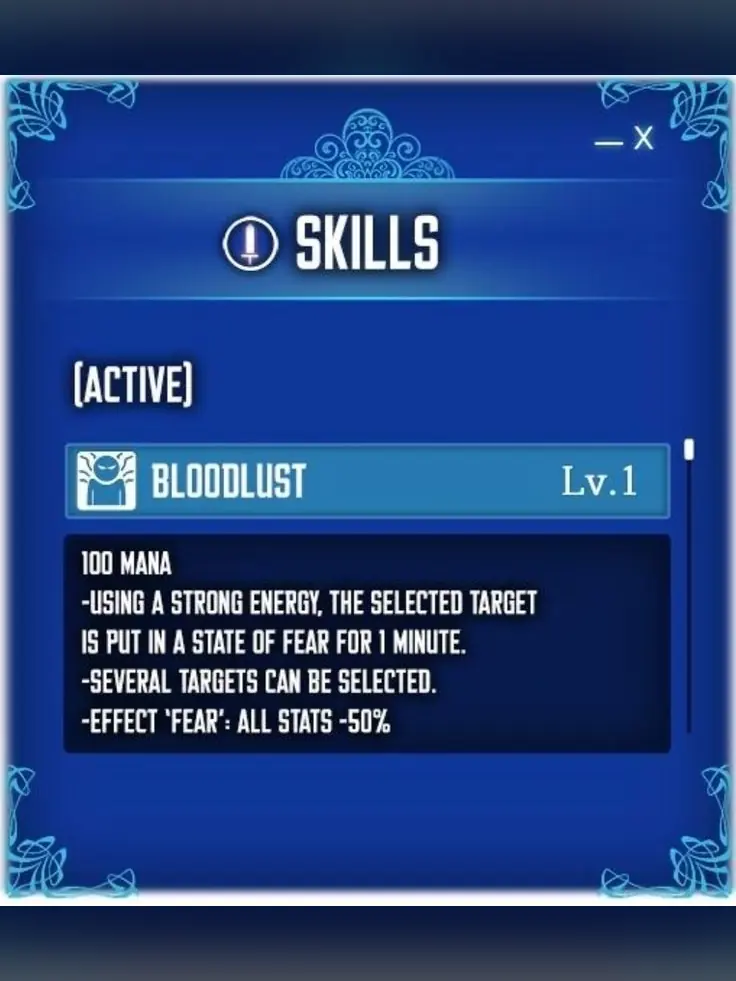 — X
SKILLS
[ACTIVE]
BLOODLUST Lv.1
100 MANA
-USING A STRONG ENERGY, THE SELECTED TARGET
IS PUT IN A STATE OF FEAR FOR 1 MINUTE.
-SEVERAL TARGETS CAN BE SELECTED.
-EFFECT ‘FEAR’: ALL STATS -50%